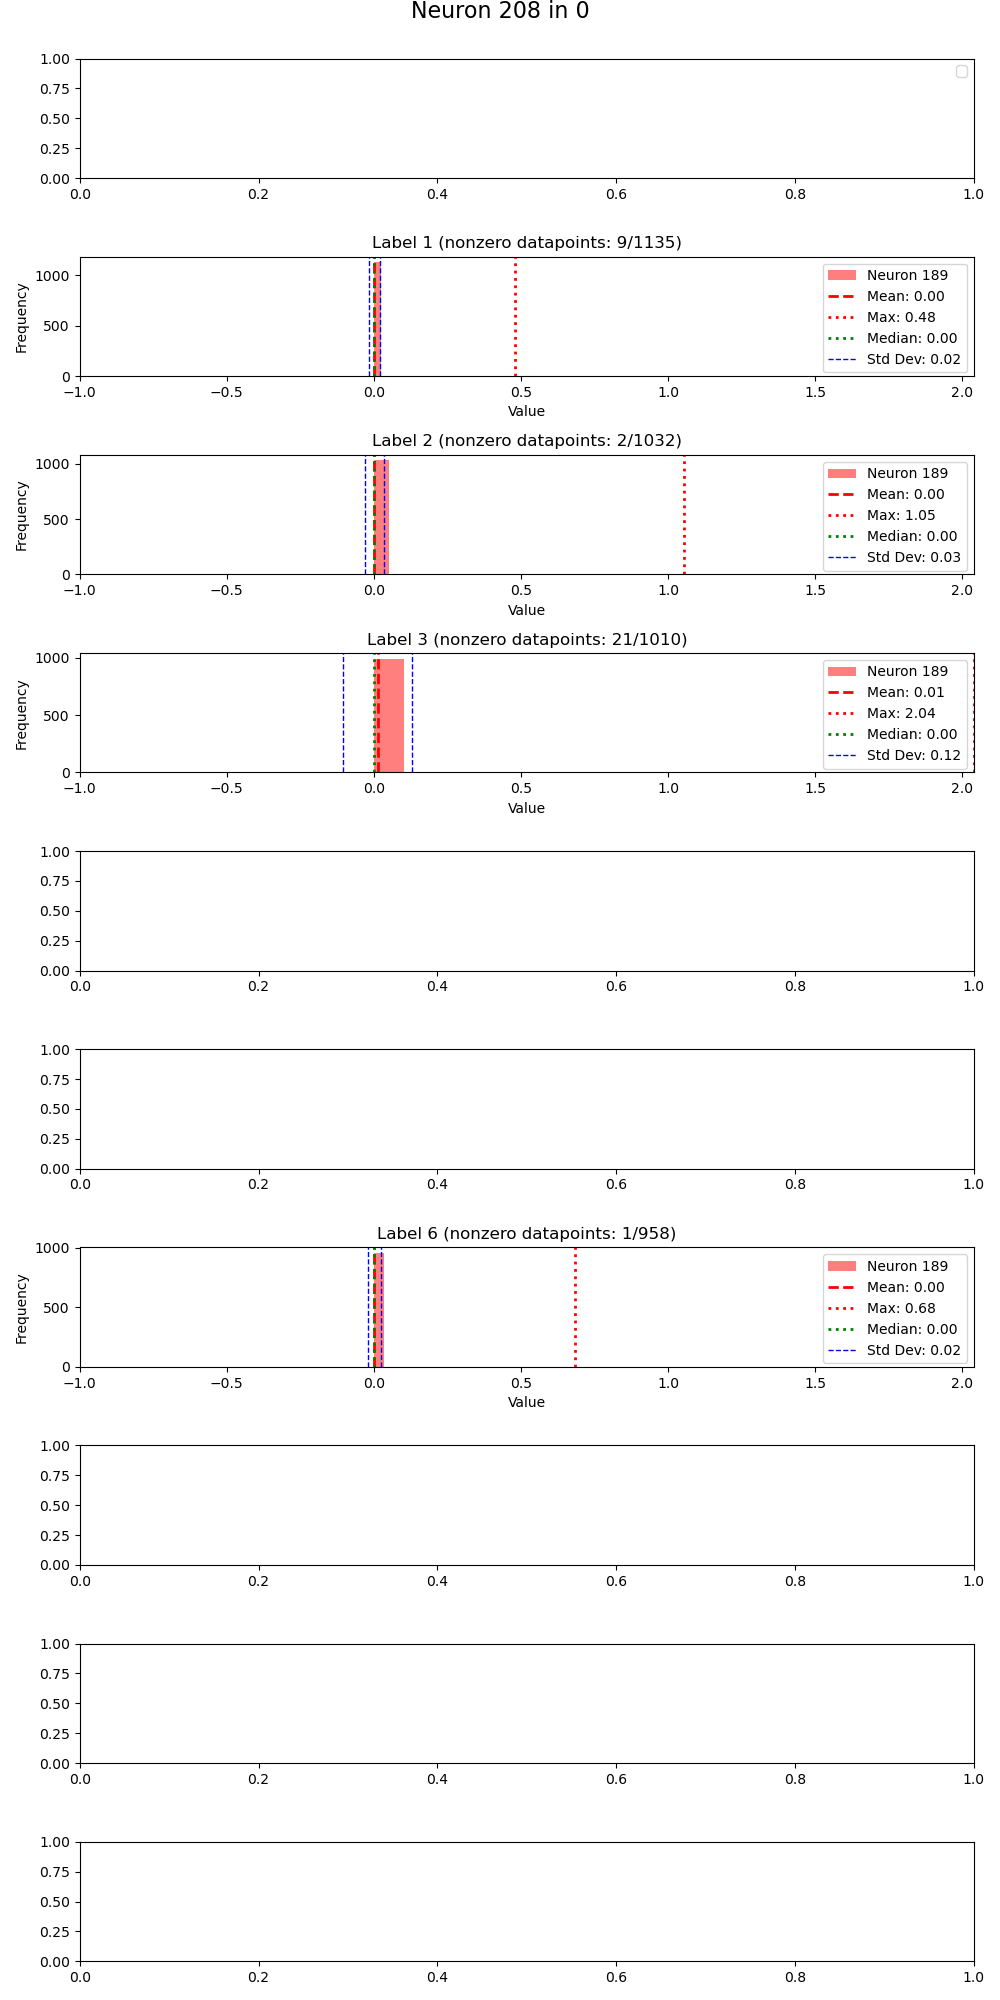 Neuron 208 in 0
1.00
0.75
0.50
0.25
0.00
0.0 0.2 0.4 0.6 0.8 1.0
Label 1 (nonzero datapoints: 9/1135)
Frequency
1000
500
0
Neuron 189
Mean: 0.00
Max: 0.48
Median: 0.00
Std Dev: 0.02
−1.0 −0.5 0.0 0.5 1.0 1.5 2.0
Value
Label 2 (nonzero datapoints: 2/1032)
Frequency
1000
500
0
Neuron 189
Mean: 0.00
Max: 1.05
Median: 0.00
Std Dev: 0.03
−1.0 −0.5 0.0 0.5 1.0 1.5 2.0
Value
Label 3 (nonzero datapoints: 21/1010)
Frequency
1000
500
0
Neuron 189
Mean: 0.01
Max: 2.04
Median: 0.00
Std Dev: 0.12
−1.0 −0.5 0.0 0.5 1.0 1.5 2.0
Value
1.00
0.75
0.50
0.25
0.00
0.0 0.2 0.4 0.6 0.8 1.0
1.00
0.75
0.50
0.25
0.00
0.0 0.2 0.4 0.6 0.8 1.0
Label 6 (nonzero datapoints: 1/958)
Frequency
1000
500
0
Neuron 189
Mean: 0.00
Max: 0.68
Median: 0.00
Std Dev: 0.02
−1.0 −0.5 0.0 0.5 1.0 1.5 2.0
Value
1.00
0.75
0.50
0.25
0.00
0.0 0.2 0.4 0.6 0.8 1.0
1.00
0.75
0.50
0.25
0.00
0.0 0.2 0.4 0.6 0.8 1.0
1.00
0.75
0.50
0.25
0.00
0.0 0.2 0.4 0.6 0.8 1.0